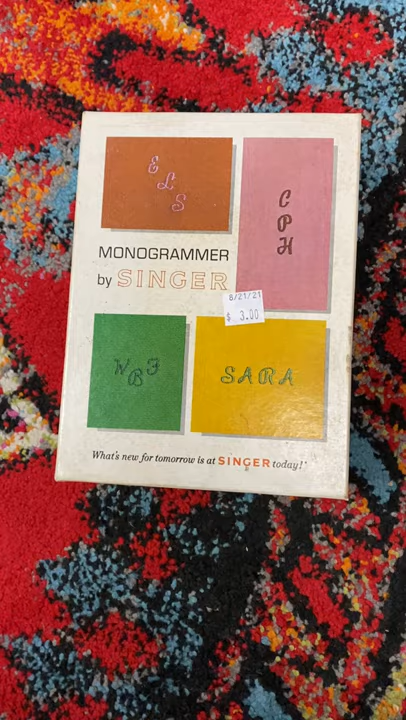 E
L
S
C
P
H
MONOGRAMMER
by SINGER
8/21/21
$ 3.00
W B F
SARA
What's new for tomorrow is at SINGER today!*